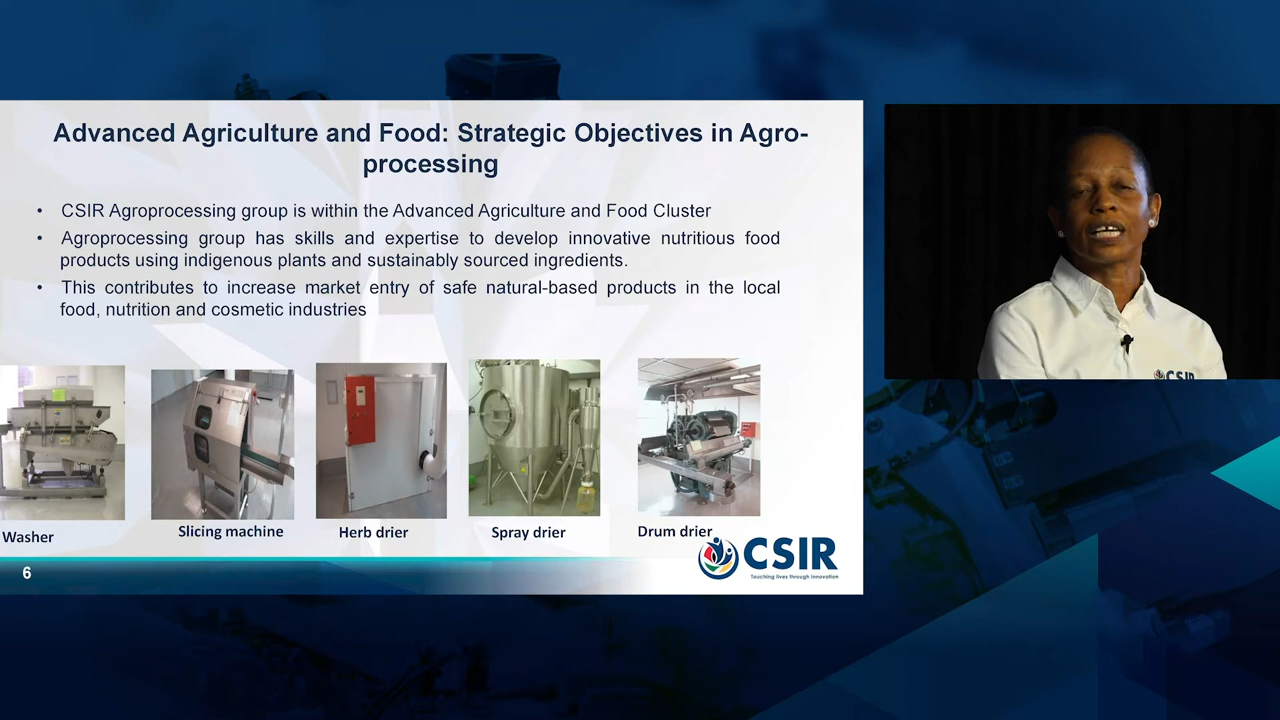 Advanced Agriculture and Food: Strategic Objectives in Agro-
processing
• CSIR Agroprocessing group is within the Advanced Agriculture and Food Cluster
• Agroprocessing group has skills and expertise to develop innovative nutritious food
products using indigenous plants and sustainably sourced ingredients.
• This contributes to increase market entry of safe natural-based products in the local
food, nutrition and cosmetic industries
Washer
Slicing machine
Herb drier
Spray drier
Drum drier
CSIR
Touching lives through innovation
6
CSIR